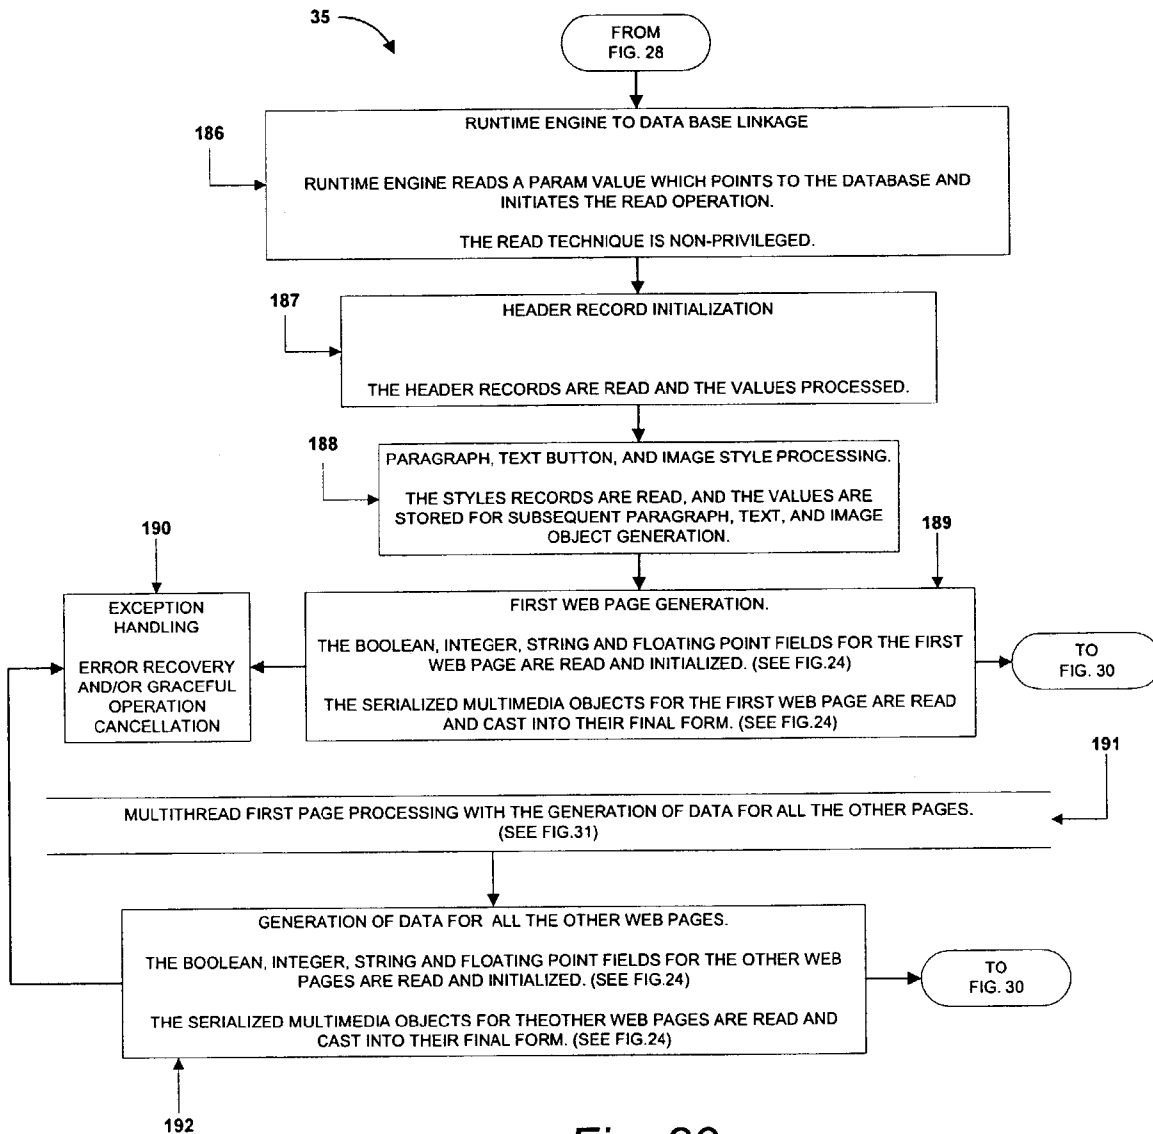 35
FROM
FIG. 28
186
RUNTIME ENGINE TO DATA BASE LINKAGE
RUNTIME ENGINE READS A PARAM VALUE WHICH POINTS TO THE DATABASE AND
INITIATES THE READ OPERATION.
THE READ TECHNIQUE IS NON-PRIVILEGED.
187
HEADER RECORD INITIALIZATION
THE HEADER RECORDS ARE READ AND THE VALUES PROCESSED.
188
PARAGRAPH, TEXT BUTTON, AND IMAGE STYLE PROCESSING.
THE STYLES RECORDS ARE READ, AND THE VALUES ARE
STORED FOR SUBSEQUENT PARAGRAPH, TEXT, AND IMAGE
OBJECT GENERATION.
190
189
EXCEPTION
HANDLING
ERROR RECOVERY
AND/OR GRACEFUL
OPERATION
CANCELLATION
FIRST WEB PAGE GENERATION.
THE BOOLEAN, INTEGER, STRING AND FLOATING POINT FIELDS FOR THE FIRST
WEB PAGE ARE READ AND INITIALIZED. (SEE FIG.24)
THE SERIALIZED MULTIMEDIA OBJECTS FOR THE FIRST WEB PAGE ARE READ
AND CAST INTO THEIR FINAL FORM. (SEE FIG.24)
TO
FIG. 30
191
MULTITHREAD FIRST PAGE PROCESSING WITH THE GENERATION OF DATA FOR ALL THE OTHER PAGES.
(SEE FIG.31)
GENERATION OF DATA FOR ALL THE OTHER WEB PAGES.
THE BOOLEAN, INTEGER, STRING AND FLOATING POINT FIELDS FOR THE OTHER WEB
PAGES ARE READ AND INITIALIZED. (SEE FIG.24)
THE SERIALIZED MULTIMEDIA OBJECTS FOR THEOTHER WEB PAGES ARE READ AND
CAST INTO THEIR FINAL FORM. (SEE FIG.24)
TO
FIG. 30
192